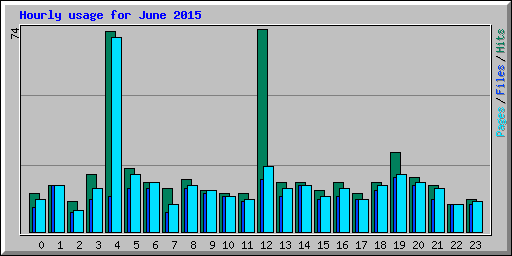 Hourly usage for June 2015
74
Pages/Files/Hits
0 1 2 3 4 5 6 7 8 9 10 11 12 13 14 15 16 17 18 19 20 21 22 23